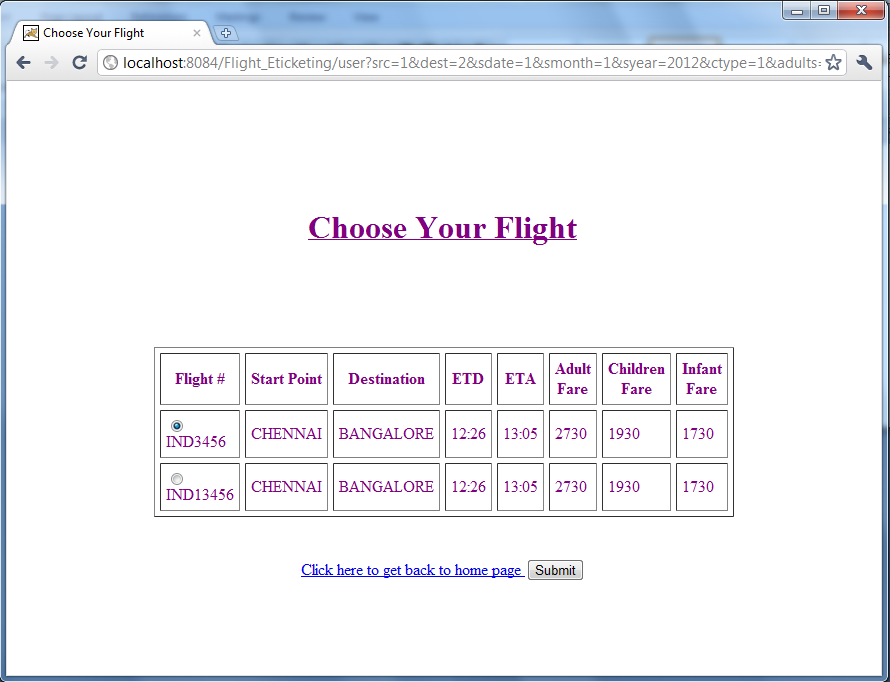 Choose Your Flight
localhost:8084/Flight_Eticketing/user?src=1&dest=2&sdate=1&smonth=1&syear=2012&ctype=1&adults=
Choose Your Flight
Flight # Start Point Destination ETD ETA Adult Fare Children Fare Infant Fare
IND3456 CHENNAI BANGALORE 12:26 13:05 2730 1930 1730
IND13456 CHENNAI BANGALORE 12:26 13:05 2730 1930 1730
Click here to get back to home page Submit